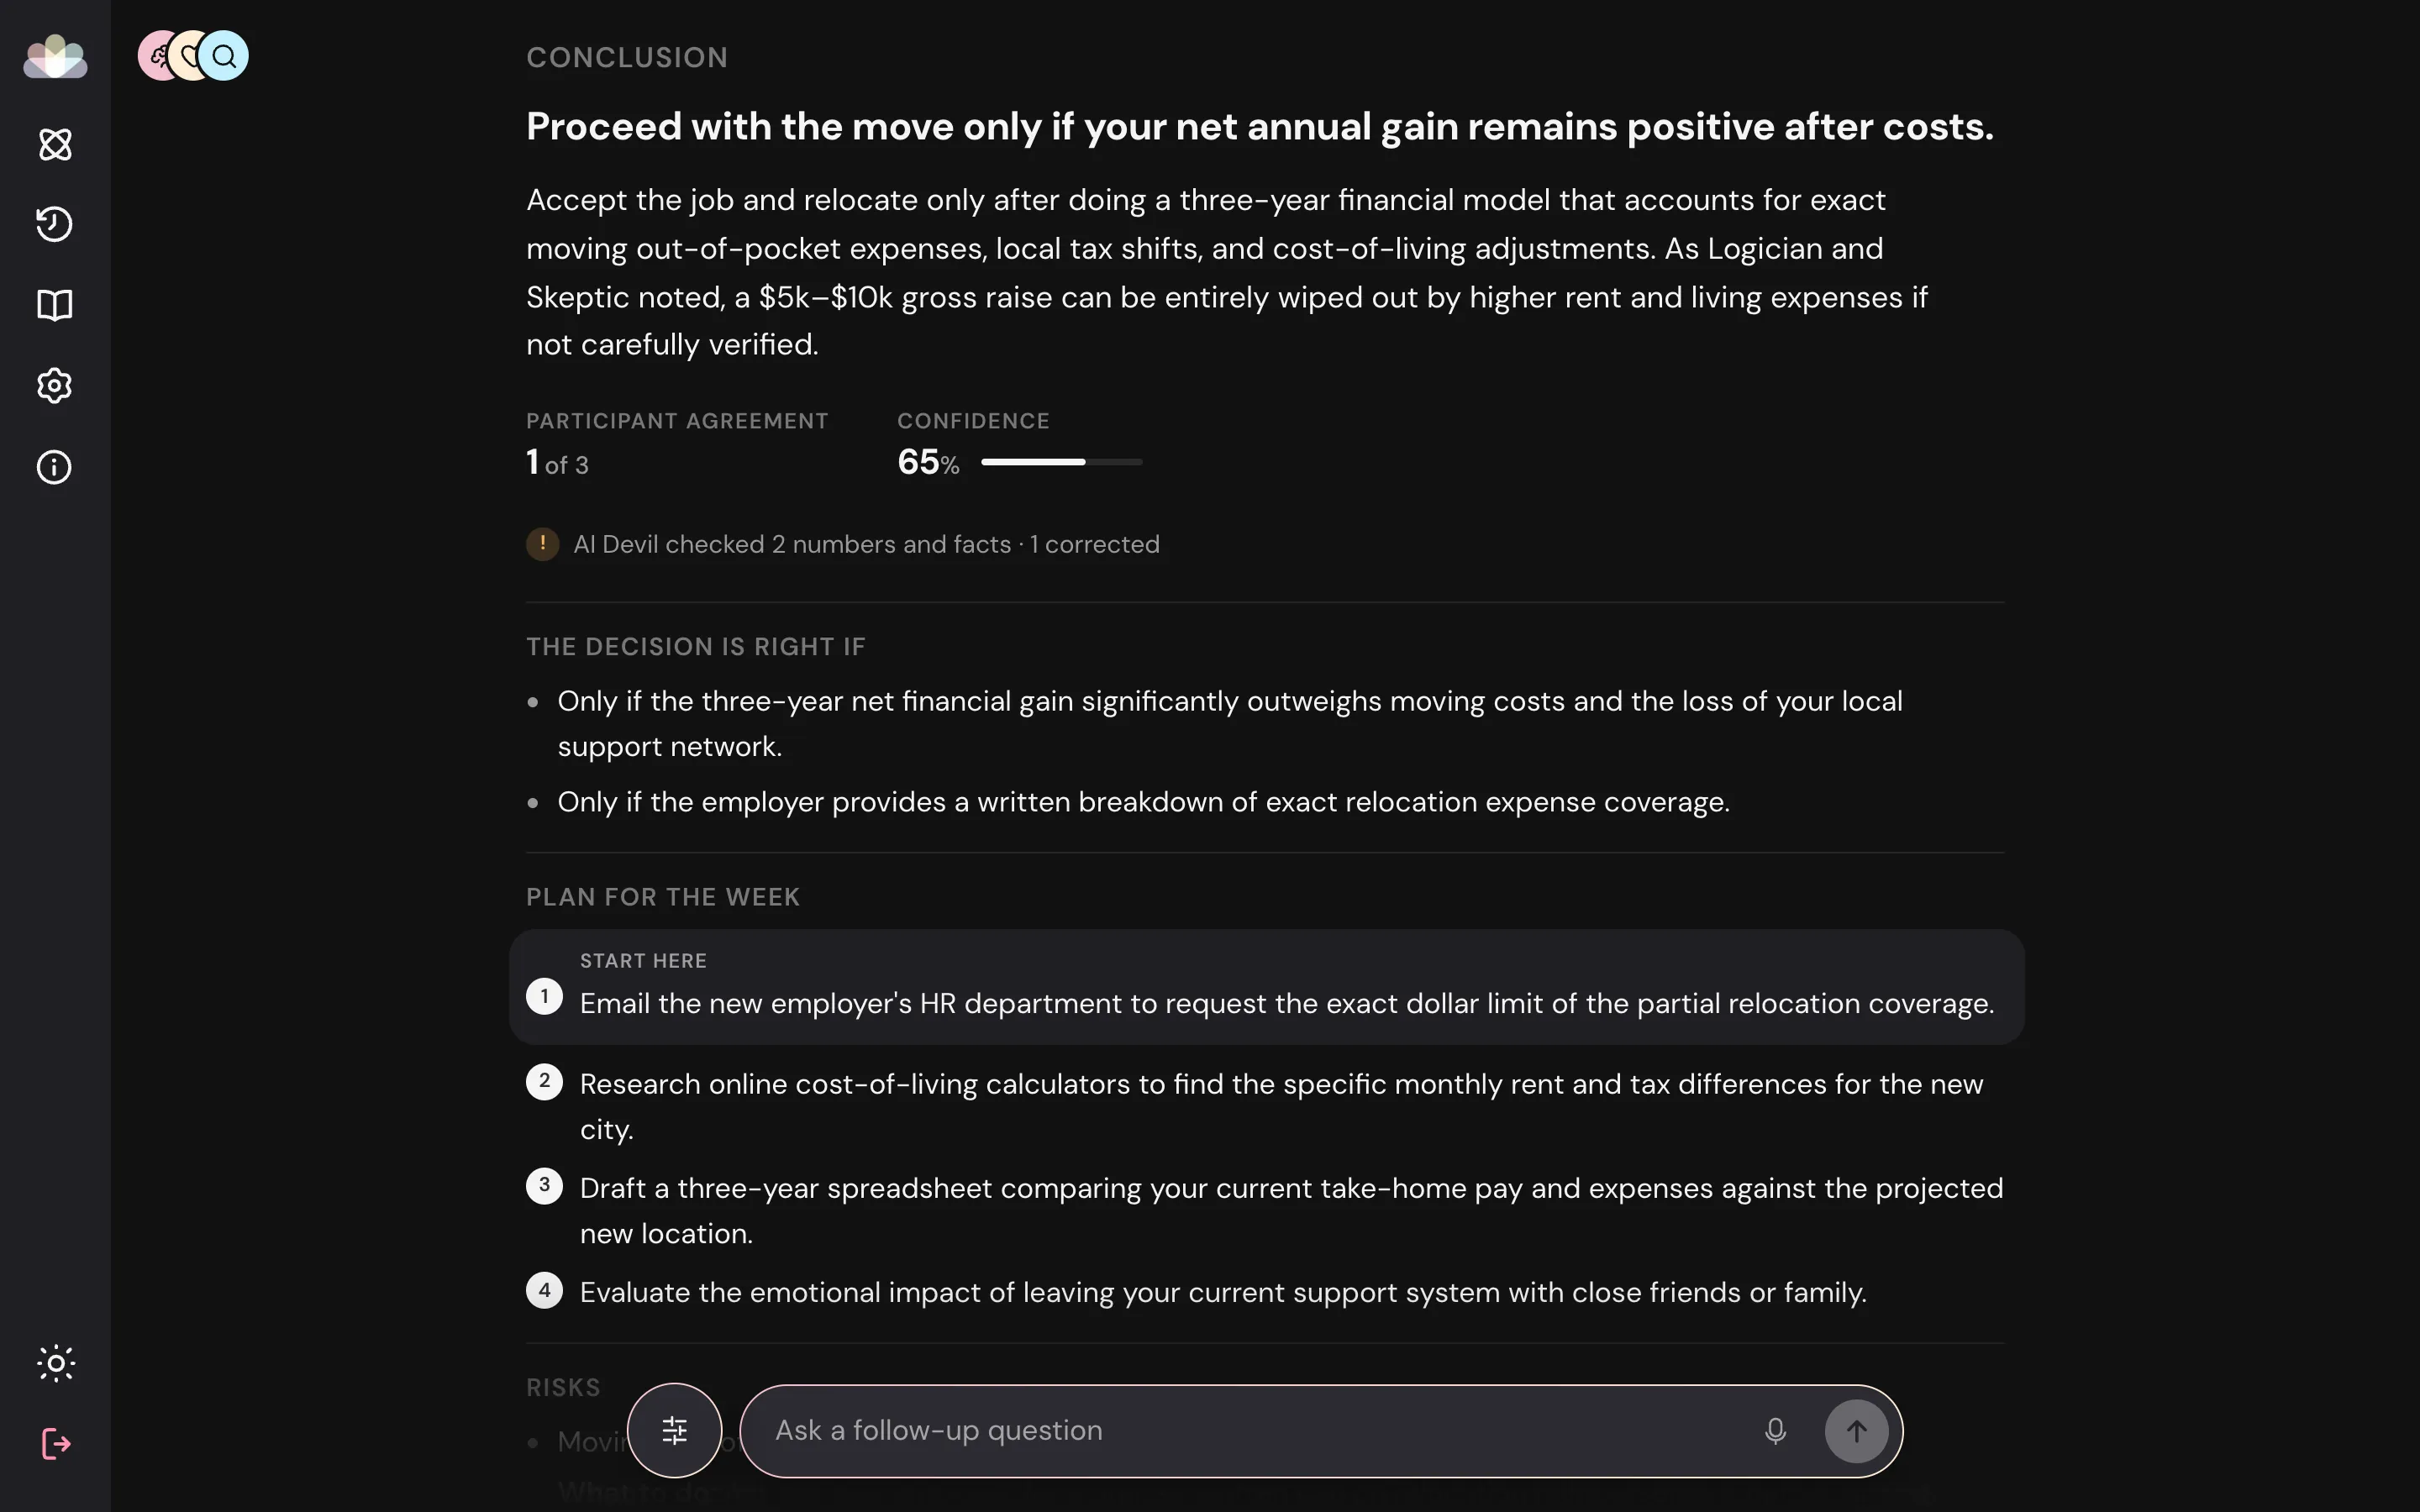 CONCLUSION
Proceed with the move only if your net annual gain remains positive after costs.
Accept the job and relocate only after doing a three-year financial model that accounts for exact
moving out-of-pocket expenses, local tax shifts, and cost-of-living adjustments. As Logician and
Skeptic noted, a $5k–$10k gross raise can be entirely wiped out by higher rent and living expenses if
not carefully verified.
PARTICIPANT AGREEMENT
1 of 3
CONFIDENCE
65%
! AI Devil checked 2 numbers and facts · 1 corrected
THE DECISION IS RIGHT IF
• Only if the three-year net financial gain significantly outweighs moving costs and the loss of your local
support network.
• Only if the employer provides a written breakdown of exact relocation expense coverage.
PLAN FOR THE WEEK
START HERE
1 Email the new employer's HR department to request the exact dollar limit of the partial relocation coverage.
2 Research online cost-of-living calculators to find the specific monthly rent and tax differences for the new
city.
3 Draft a three-year spreadsheet comparing your current take-home pay and expenses against the projected
new location.
4 Evaluate the emotional impact of leaving your current support system with close friends or family.
RISKS
Ask a follow-up question